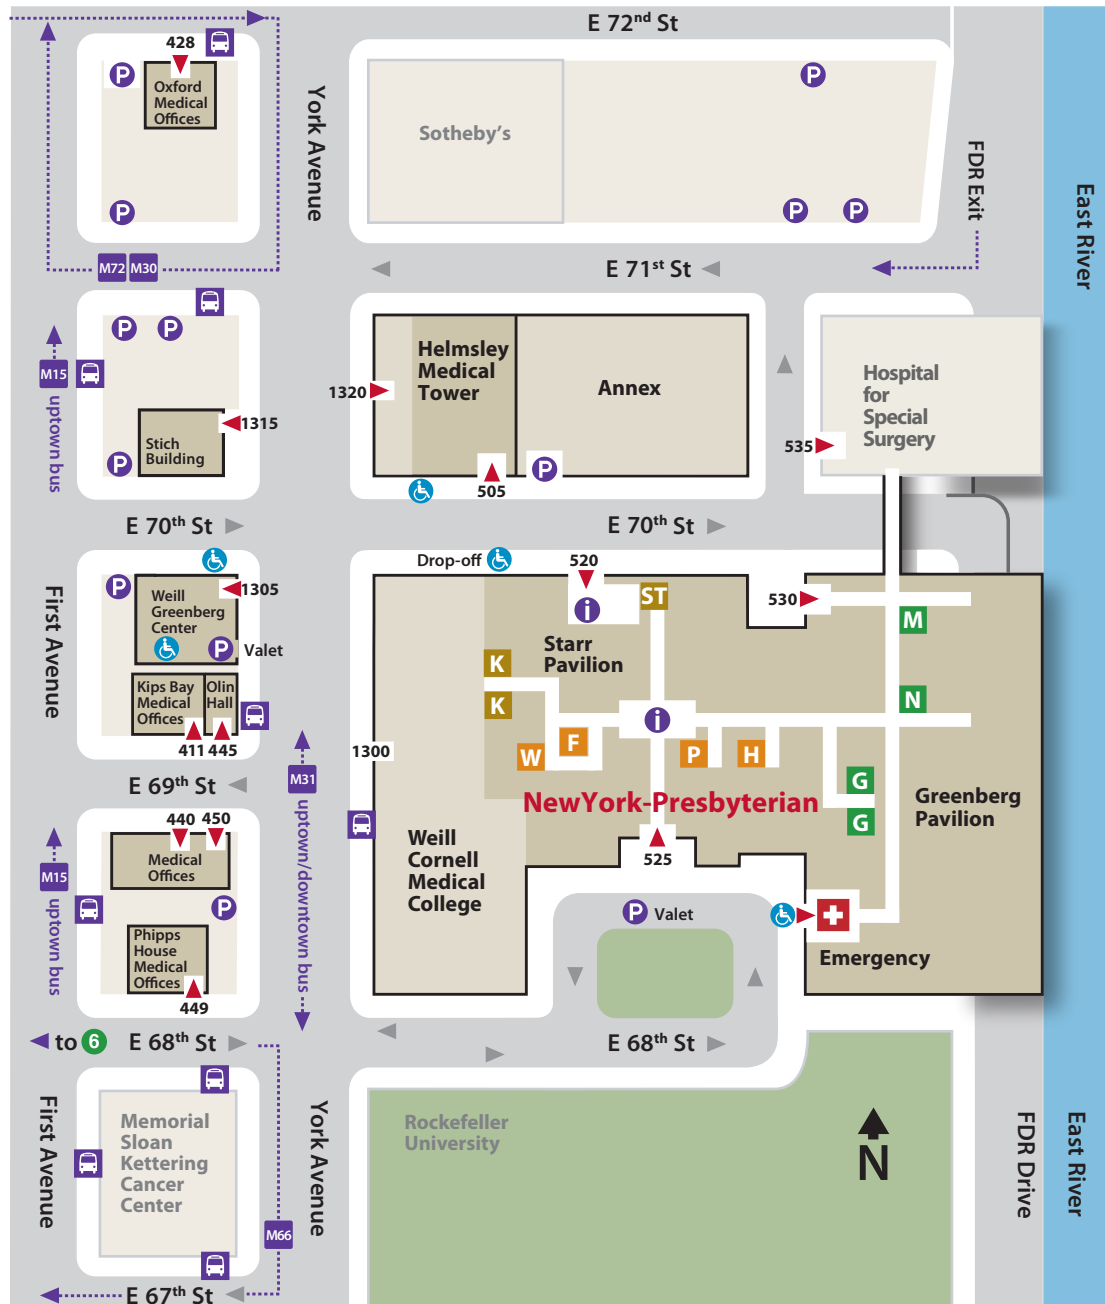 E 72nd St
428
P
Oxford
Medical
Offices
P
York Avenue
Sotheby's
P
P
P
FDR Exit
East River
M72
M30
E 71st St
P
P
M15
uptown bus
1315
Stich
Building
P
Helmsley
Medical
Tower
Annex
1320
505
P
Hospital
for
Special
Surgery
535
E 70th St
E 70th St
First Avenue
P
1305
Weill
Greenberg
Center
P
Valet
Kips Bay
Medical
Offices
Olin
Hall
411
445
Drop-off
520
i
ST
530
M
Starr
Pavilion
K
K
N
i
W
F
P
H
G
G
1300
NewYork-Presbyterian
Greenberg
Pavilion
525
Weill
Cornell
Medical
College
P
Valet
Emergency
E 69th St
M31
uptown/downtown bus
440
450
Medical
Offices
M15
uptown bus
P
Phipps
House
Medical
Offices
449
to 6
E 68th St
E 68th St
First Avenue
Memorial
Sloan
Kettering
Cancer
Center
M66
York Avenue
Rockefeller
University
N
FDR Drive
East River
E 67th St